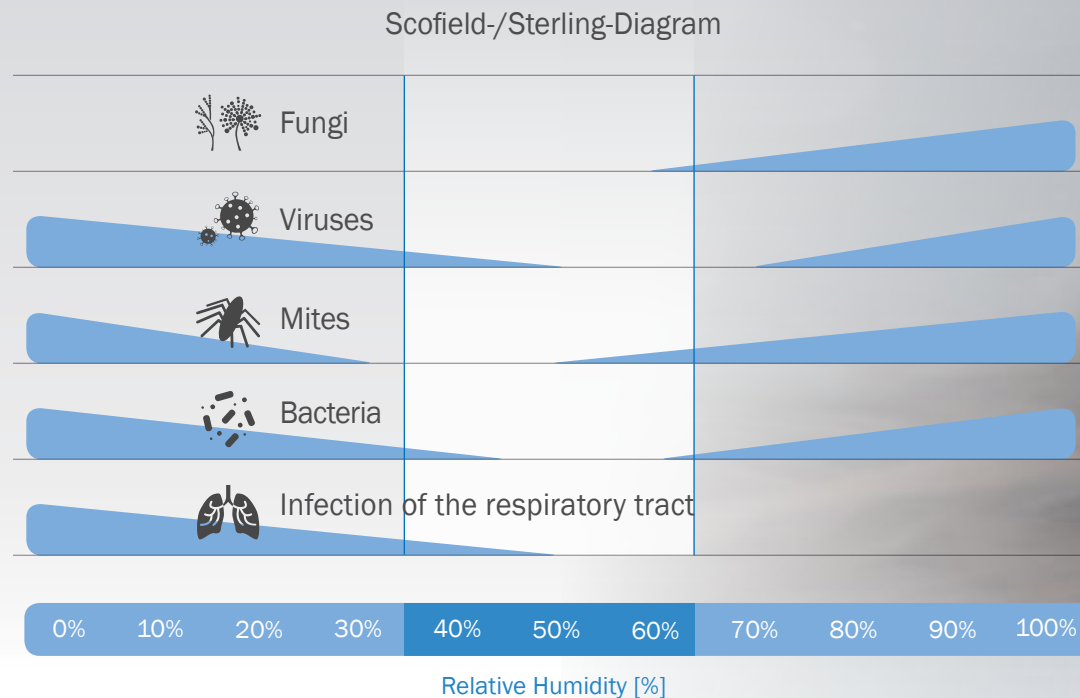 Scofield-/Sterling-Diagram
Fungi
Viruses
Mites
Bacteria
Infection of the respiratory tract
0% 10% 20% 30% 40% 50% 60% 70% 80% 90% 100%
Relative Humidity [%]